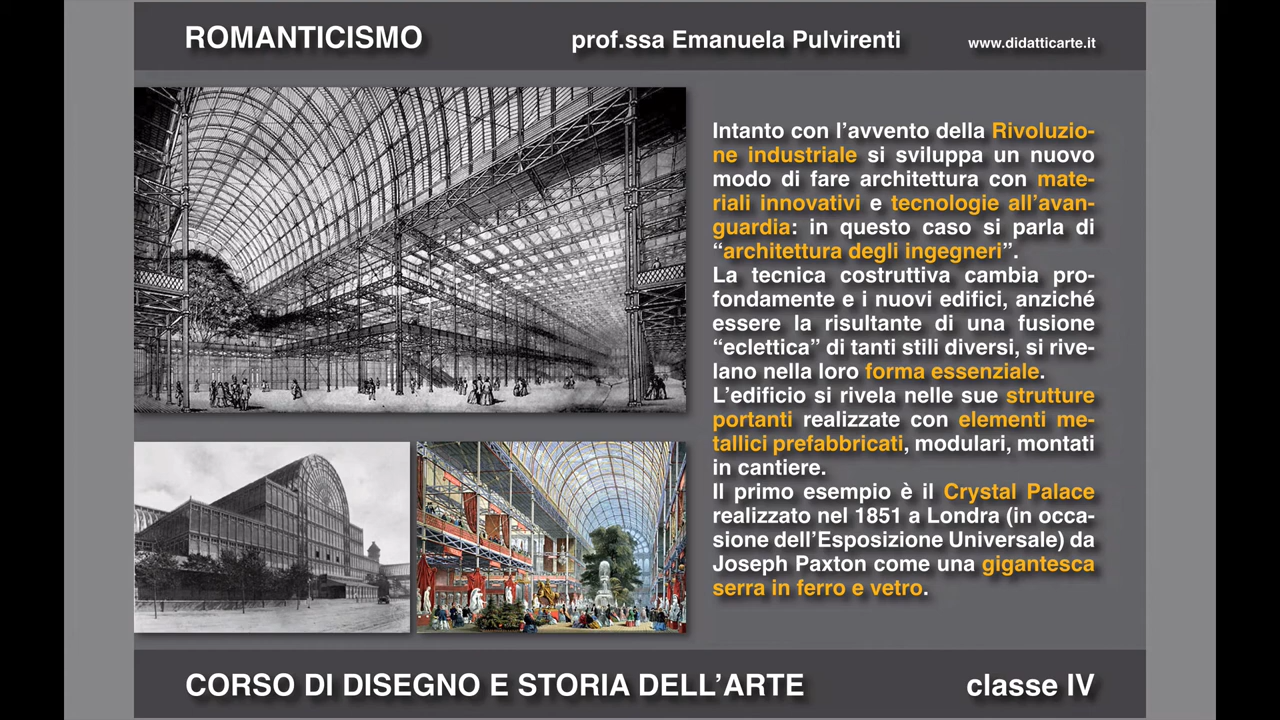 ROMANTICISMO prof.ssa Emanuela Pulvirenti www.didatticarte.it
Intanto con l’avvento della Rivoluzio-
ne industriale si sviluppa un nuovo
modo di fare architettura con mate-
riali innovativi e tecnologie all’avan-
guardia: in questo caso si parla di
“architettura degli ingegneri”.
La tecnica costruttiva cambia pro-
fondamente e i nuovi edifici, anziché
essere la risultante di una fusione
“eclettica” di tanti stili diversi, si rive-
lano nella loro forma essenziale.
L’edificio si rivela nelle sue strutture
portanti realizzate con elementi me-
tallici prefabbricati, modulari, montati
in cantiere.
Il primo esempio è il Crystal Palace
realizzato nel 1851 a Londra (in occa-
sione dell’Esposizione Universale) da
Joseph Paxton come una gigantesca
serra in ferro e vetro.
CORSO DI DISEGNO E STORIA DELL’ARTE classe IV